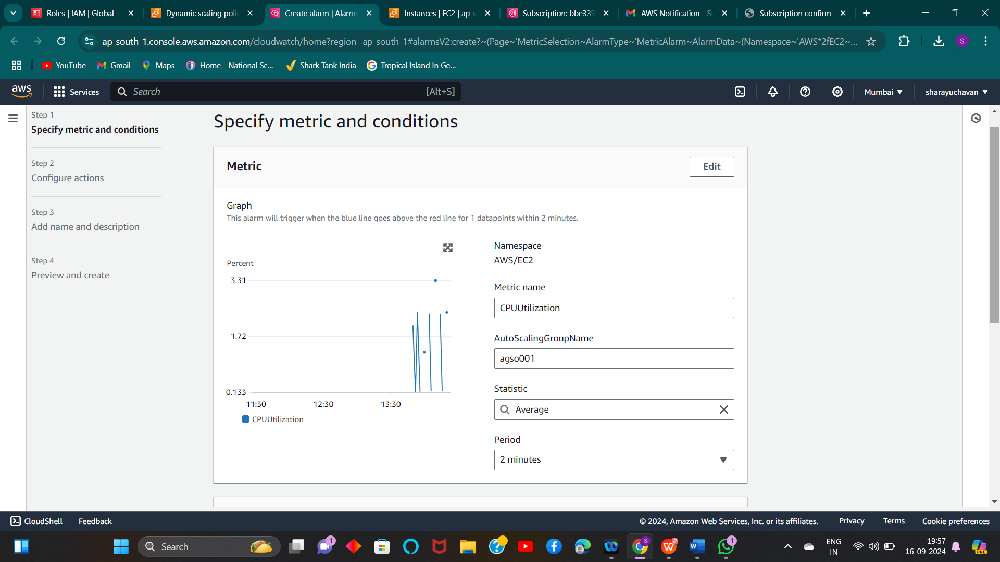 Roles | IAM | Global
Dynamic scaling poli
Create alarm | Alarms
Instances | EC2 | ap-s
Subscription: bbe339
AWS Notification - Su
Subscription confirm
ap-south-1.console.aws.amazon.com/cloudwatch/home?region=ap-south-1#alarmsV2:create?~(Page~'MetricSelection~AlarmType~'MetricAlarm~AlarmData~(Namespace~'AWS*2fEC2~...
S
YouTube
Gmail
Maps
Home - National Sc...
Shark Tank India
Tropical Island In Ge...
aws
Services
Search
[Alt+S]
Mumbai
sharayuchavan
Step 1
Specify metric and conditions
Step 2
Configure actions
Step 3
Add name and description
Step 4
Preview and create
Specify metric and conditions
Metric
Edit
Graph
This alarm will trigger when the blue line goes above the red line for 1 datapoints within 2 minutes.
Percent
3.31
1.72
0.133
11:30
12:30
13:30
CPUUtilization
Namespace
AWS/EC2
Metric name
CPUUtilization
AutoScalingGroupName
agso001
Statistic
Average
Period
2 minutes
CloudShell
Feedback
© 2024, Amazon Web Services, Inc. or its affiliates.
Privacy
Terms
Cookie preferences
Search
1
S
W
1
ENG
IN
19:57
16-09-2024
PRE